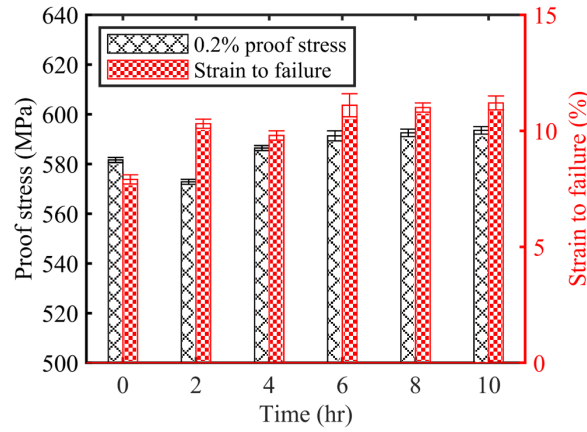 640
620
600
580
560
540
520
500
Proof stress (MPa)
0.2% proof stress
Strain to failure
15
10
5
0
Strain to failure (%)
0 2 4 6 8 10
Time (hr)